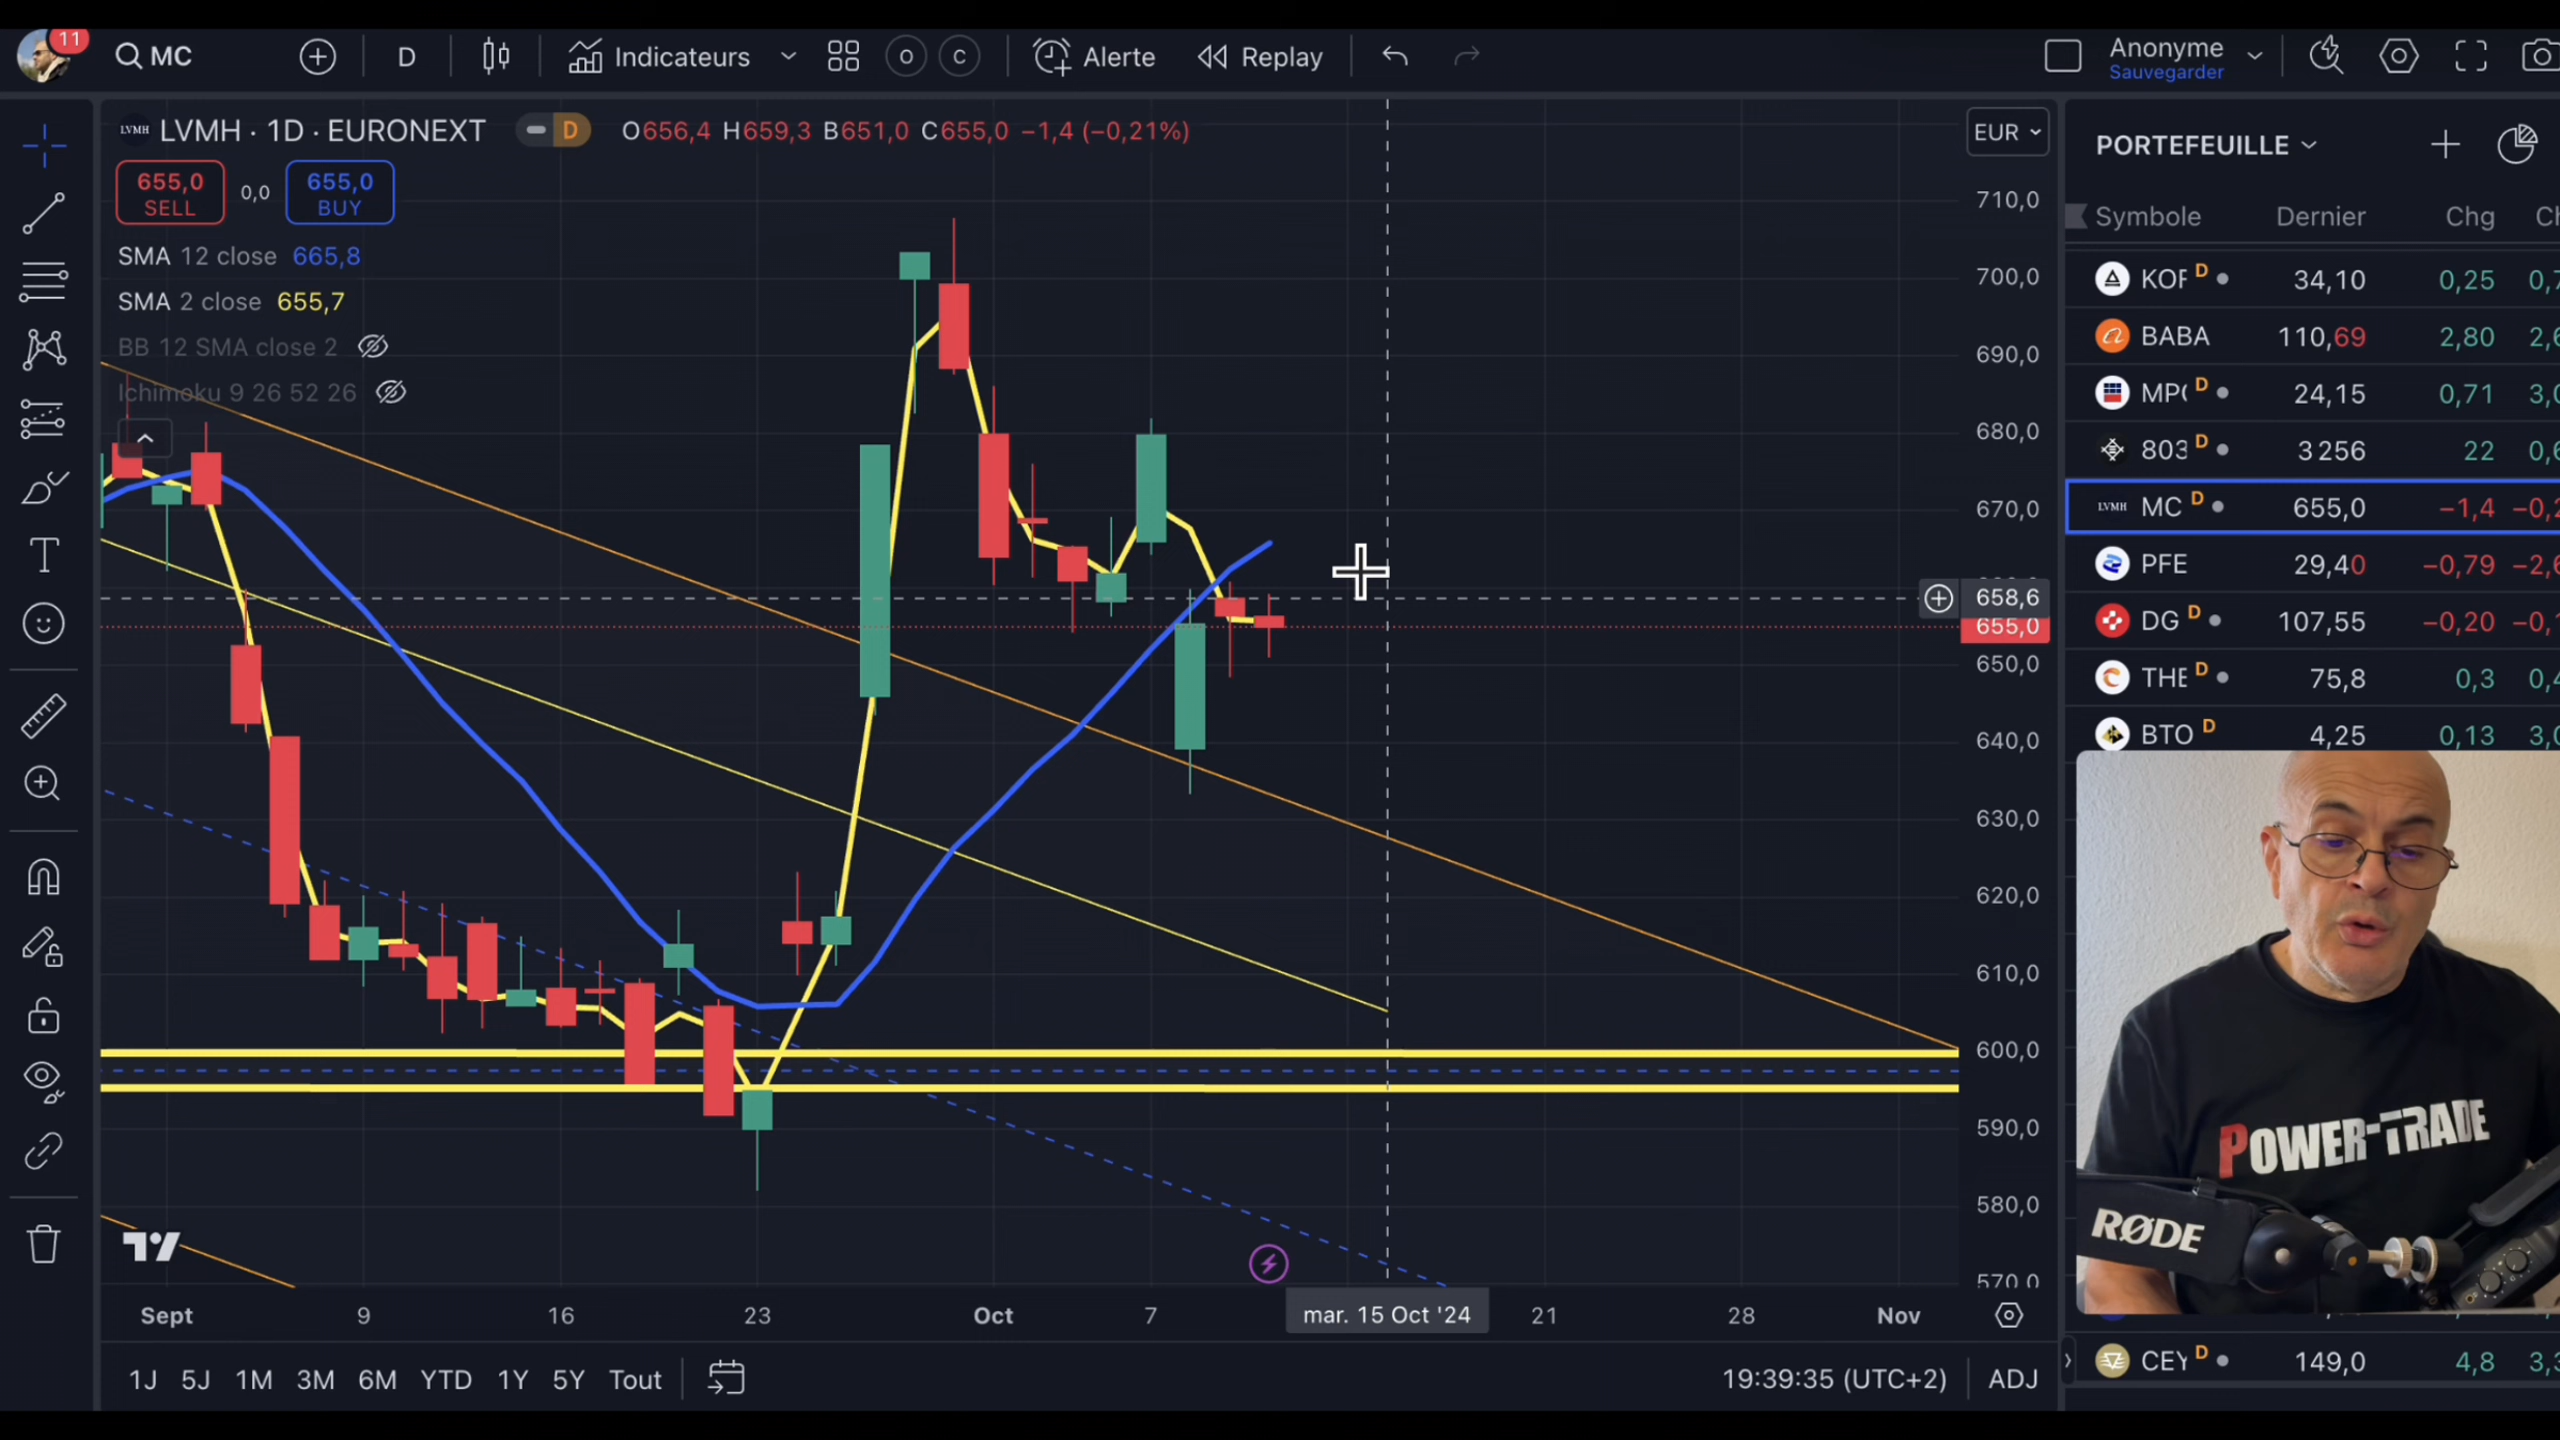 11
MC
D
Indicateurs
O
C
Alerte
Replay
Anonyme
Sauvegarder
LVMH LVMH · 1D · EURONEXT
D
O656,4 H659,3 B651,0 C655,0 −1,4 (−0,21%)
EUR
655,0
SELL
0,0
655,0
BUY
SMA 12 close 665,8
SMA 2 close 655,7
BB 12 SMA close 2
Ichimoku 9 26 52 26
710,0
700,0
690,0
680,0
670,0
658,6
655,0
650,0
640,0
630,0
620,0
610,0
600,0
590,0
580,0
570,0
Sept
9
16
23
Oct
7
mar. 15 Oct '24
21
28
Nov
1J 5J 1M 3M 6M YTD 1Y 5Y Tout
19:39:35 (UTC+2)
ADJ
PORTEFEUILLE
Symbole Dernier Chg
D 34,10 0,25
BABA 110,69 2,80
D 24,15 0,71
803 D 3 256 22
LVMH MC D 655,0 −1,4
PFE 29,40 −0,79
DG D 107,55 −0,20
THE D 75,8 0,3
BTO D 4,25 0,13
POWER-TRADE
RØDE
CEY D 149,0 4,8